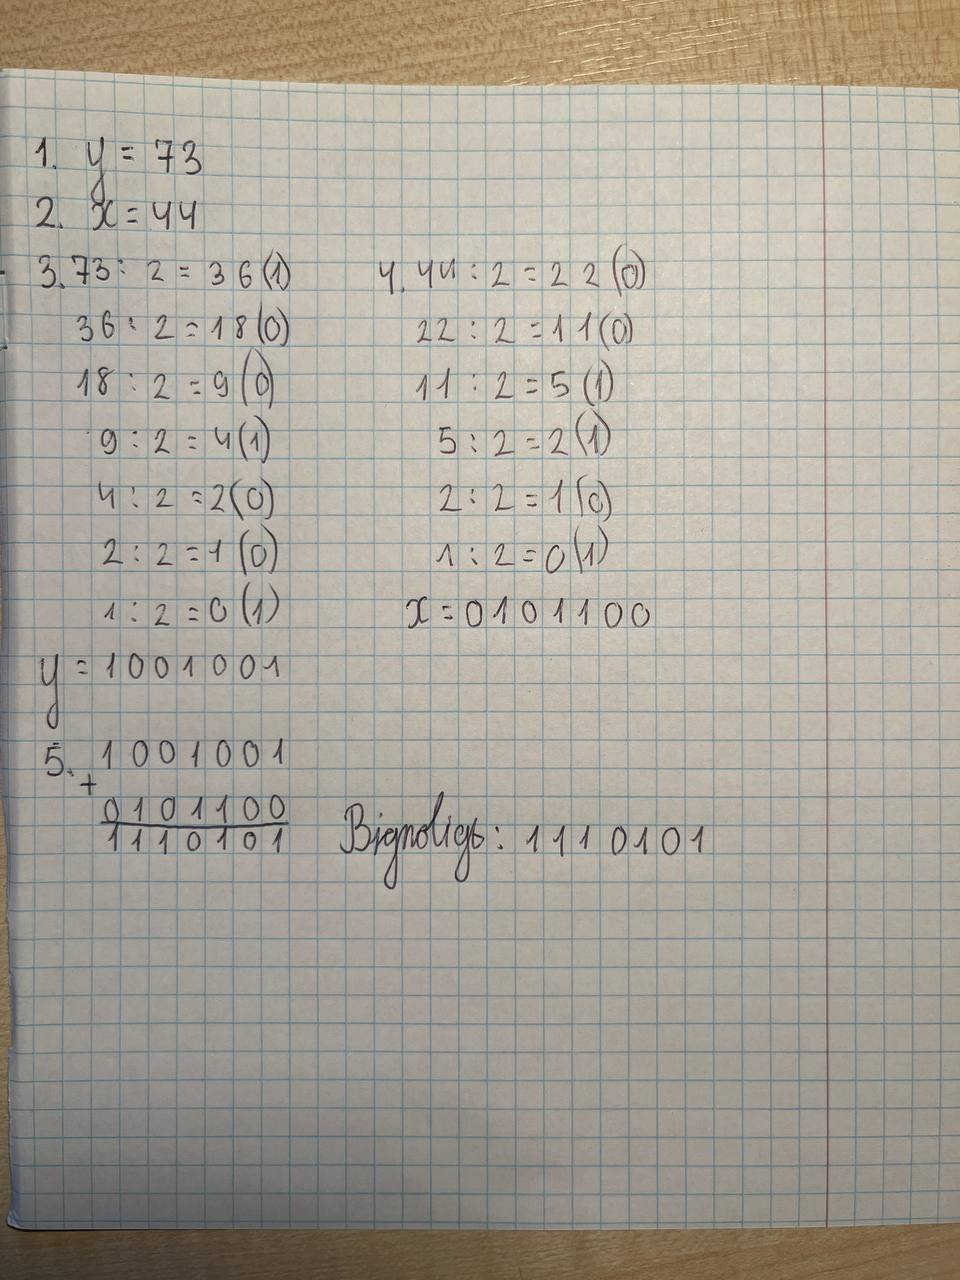 1. y = 73
2. x = 44
3. 73 : 2 = 36 (1)
36 : 2 = 18 (0)
18 : 2 = 9 (0)
9 : 2 = 4 (1)
4 : 2 = 2 (0)
2 : 2 = 1 (0)
1 : 2 = 0 (1)
y = 1001001
4. 44 : 2 = 22 (0)
22 : 2 = 11 (0)
11 : 2 = 5 (1)
5 : 2 = 2 (1)
2 : 2 = 1 (0)
1 : 2 = 0 (1)
x = 0101100
5. 1001001
+
0101100
1110101
Відповідь: 1110101